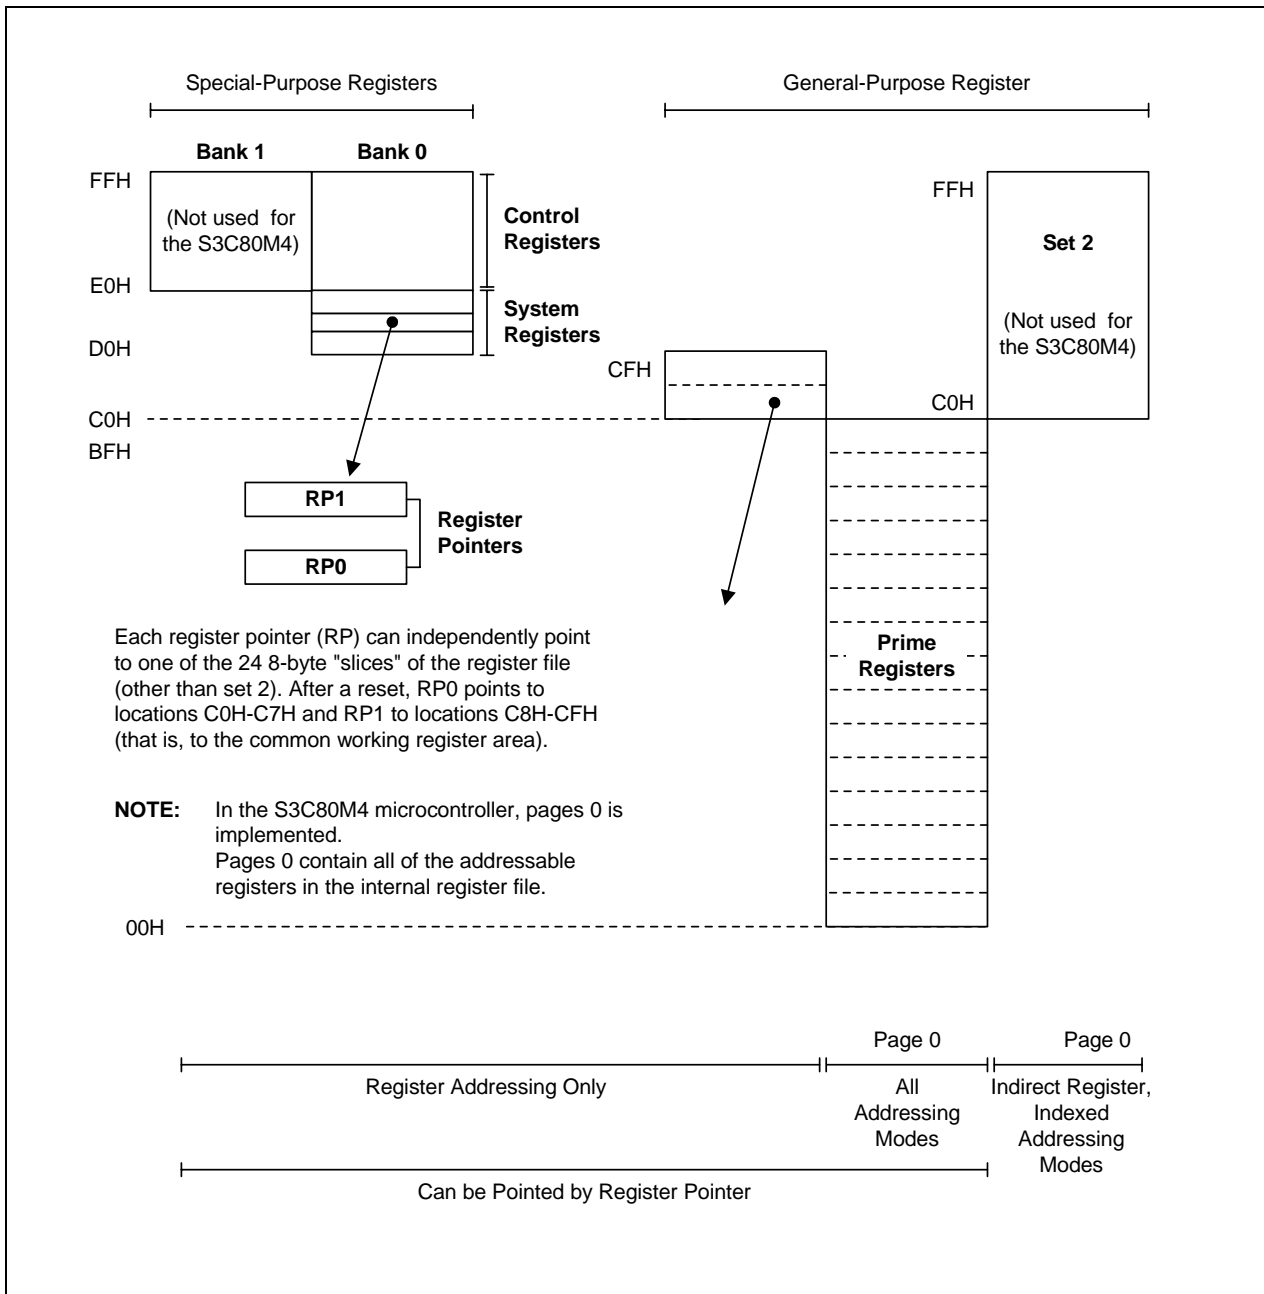 Special-Purpose Registers
General-Purpose Register
Bank 1
Bank 0
FFH
(Not used for
the S3C80M4)
Control
Registers
E0H
System
Registers
D0H
FFH
Set 2
(Not used for
the S3C80M4)
CFH
C0H
C0H
BFH
RP1
Register
Pointers
RP0
Each register pointer (RP) can independently point
to one of the 24 8-byte "slices" of the register file
(other than set 2). After a reset, RP0 points to
locations C0H-C7H and RP1 to locations C8H-CFH
(that is, to the common working register area).
Prime
Registers
NOTE: In the S3C80M4 microcontroller, pages 0 is
implemented.
Pages 0 contain all of the addressable
registers in the internal register file.
00H
Page 0
Page 0
Register Addressing Only
All
Addressing
Modes
Indirect Register,
Indexed
Addressing
Modes
Can be Pointed by Register Pointer